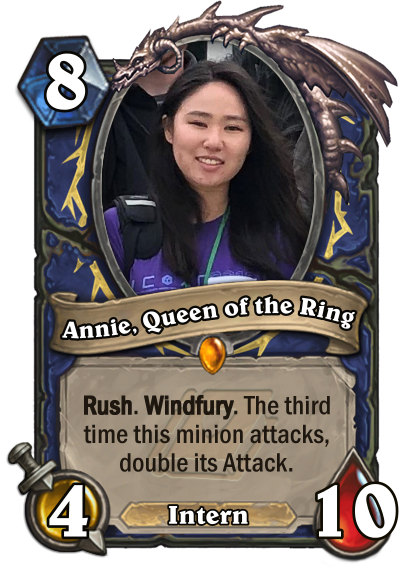 8
Annie, Queen of the Ring
Rush. Windfury. The third
time this minion attacks,
double its Attack.
4
Intern
10